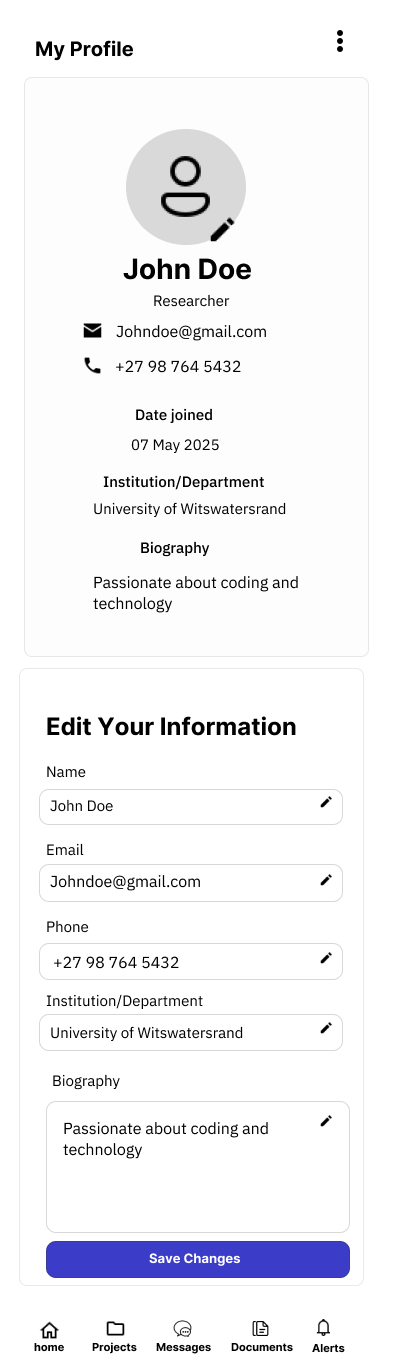 My Profile
John Doe
Researcher
Johndoe@gmail.com
+27 98 764 5432
Date joined
07 May 2025
Institution/Department
University of Witswatersrand
Biography
Passionate about coding and
technology
Edit Your Information
Name
John Doe
Email
Johndoe@gmail.com
Phone
+27 98 764 5432
Institution/Department
University of Witswatersrand
Biography
Passionate about coding and
technology
Save Changes
home Projects Messages Documents Alerts